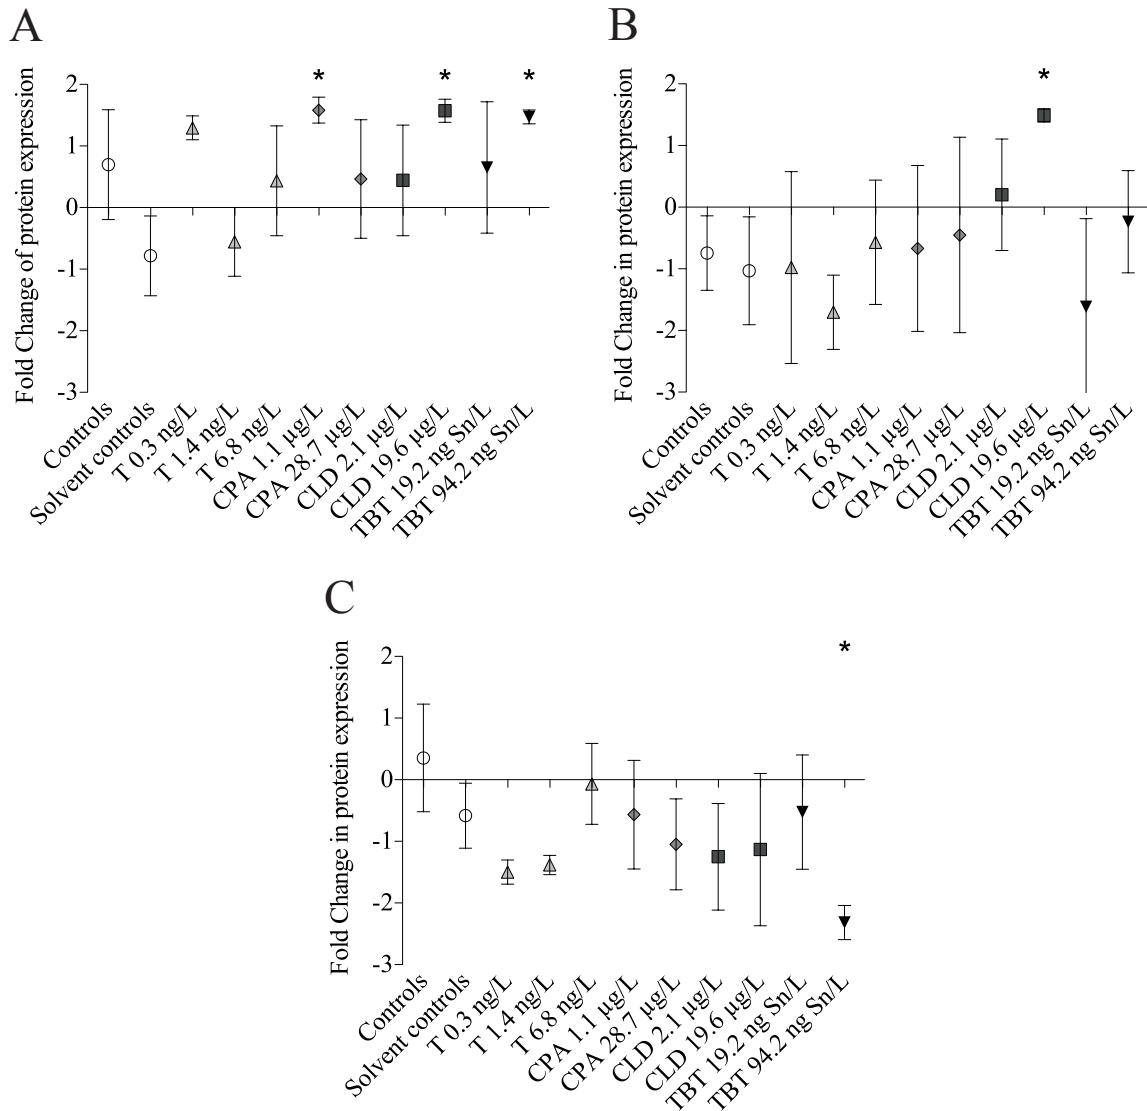 A
Fold Change of protein expression
*
*
*
2
1
0
-1
-2
-3
Controls
Solvent controls
T 0.3 ng/L
T 1.4 ng/L
T 6.8 ng/L
CPA 1.1 µg/L
CPA 28.7 µg/L
CLD 2.1 µg/L
CLD 19.6 µg/L
TBT 19.2 ng Sn/L
TBT 94.2 ng Sn/L
B
Fold Change in protein expression
*
2
1
0
-1
-2
-3
Controls
Solvent controls
T 0.3 ng/L
T 1.4 ng/L
T 6.8 ng/L
CPA 1.1 µg/L
CPA 28.7 µg/L
CLD 2.1 µg/L
CLD 19.6 µg/L
TBT 19.2 ng Sn/L
TBT 94.2 ng Sn/L
C
Fold Change in protein expression
*
2
1
0
-1
-2
-3
Controls
Solvent controls
T 0.3 ng/L
T 1.4 ng/L
T 6.8 ng/L
CPA 1.1 µg/L
CPA 28.7 µg/L
CLD 2.1 µg/L
CLD 19.6 µg/L
TBT 19.2 ng Sn/L
TBT 94.2 ng Sn/L